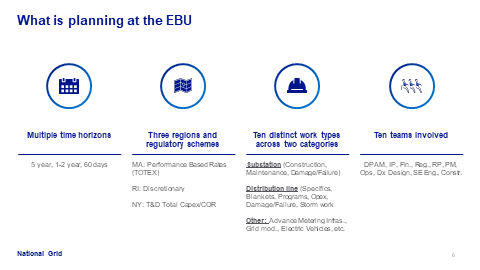 What is planning at the EBU
Multiple time horizons
5 year, 1-2 year, 60 days
Three regions and
regulatory schemes
MA: Performance Based Rates
(TOTEX)
RI: Discretionary
NY: T&D Total Capex/COR
Ten distinct work types
across two categories
Substation (Construction,
Maintenance, Damage/Failure)
Distribution line (Specifics,
Blankets, Programs, Opex,
Damage/Failure, Storm work
Other: Advance Metering Infras.,
Grid mod., Electric Vehicles, etc.
Ten teams involved
DPAM, IP, Fin., Reg., RP, PM,
Ops, Dx Design, SE Eng., Constr.
National Grid
6